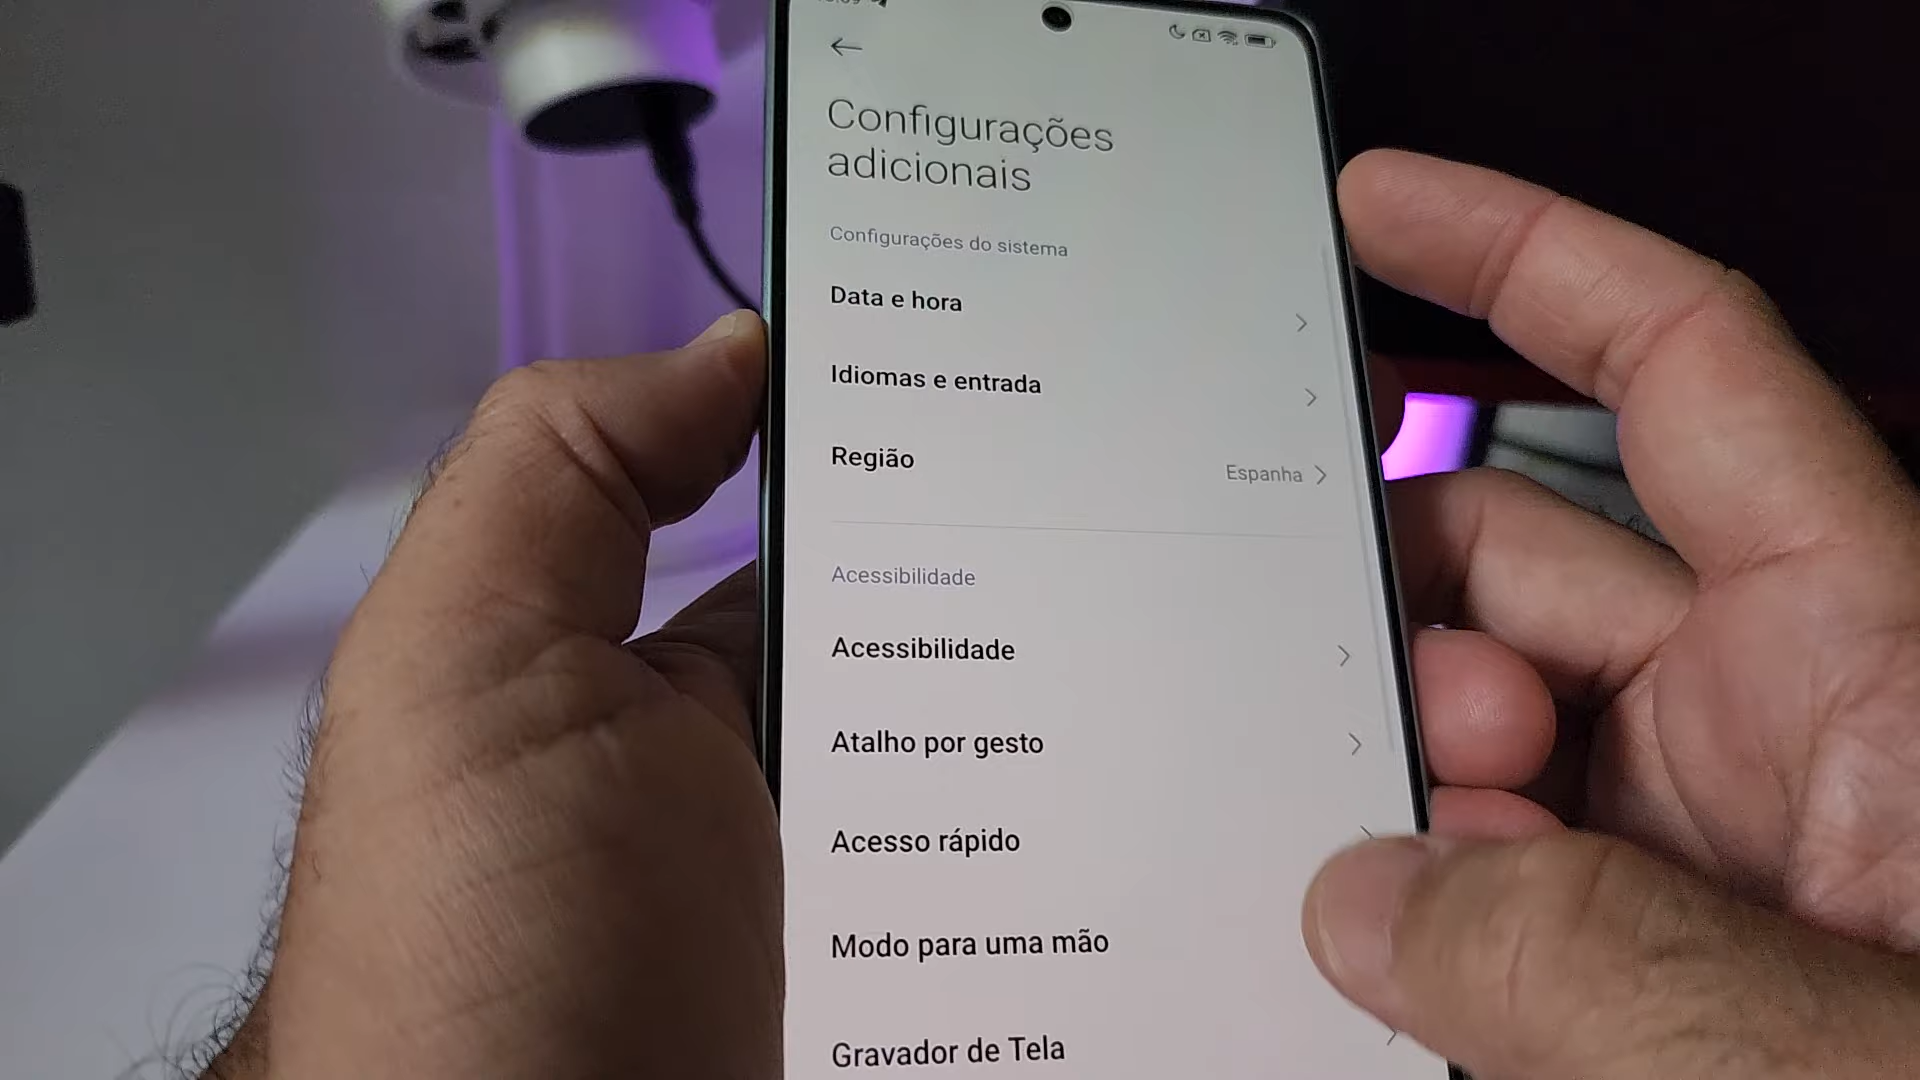 Configurações
adicionais
Configurações do sistema
Data e hora
Idiomas e entrada
Região
Espanha
Acessibilidade
Acessibilidade
Atalho por gesto
Acesso rápido
Modo para uma mão
Gravador de Tela